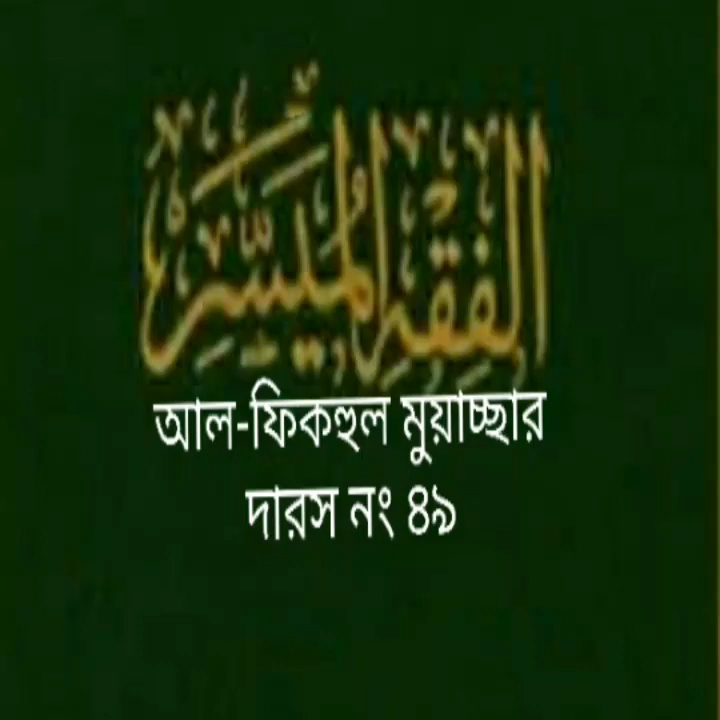 الفقه الميسر
আল-ফিকহুল মুয়াচ্ছার
দারস নং ৪৯